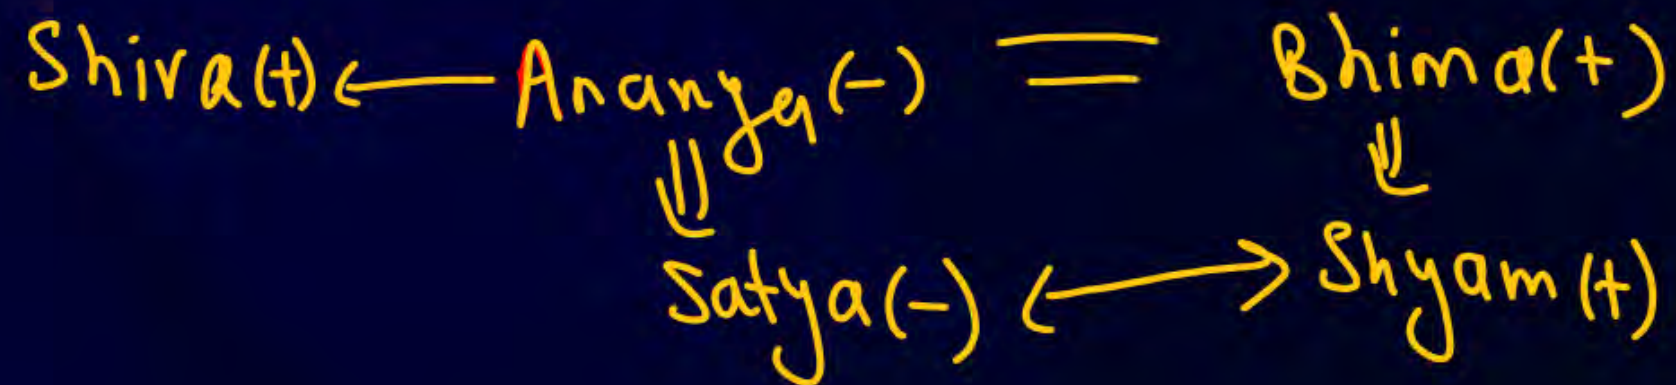 Shiva(+) ← Ananya(-) = Bhima(+)
⇓ ⇓
Satya(-) ↔ Shyam(+)